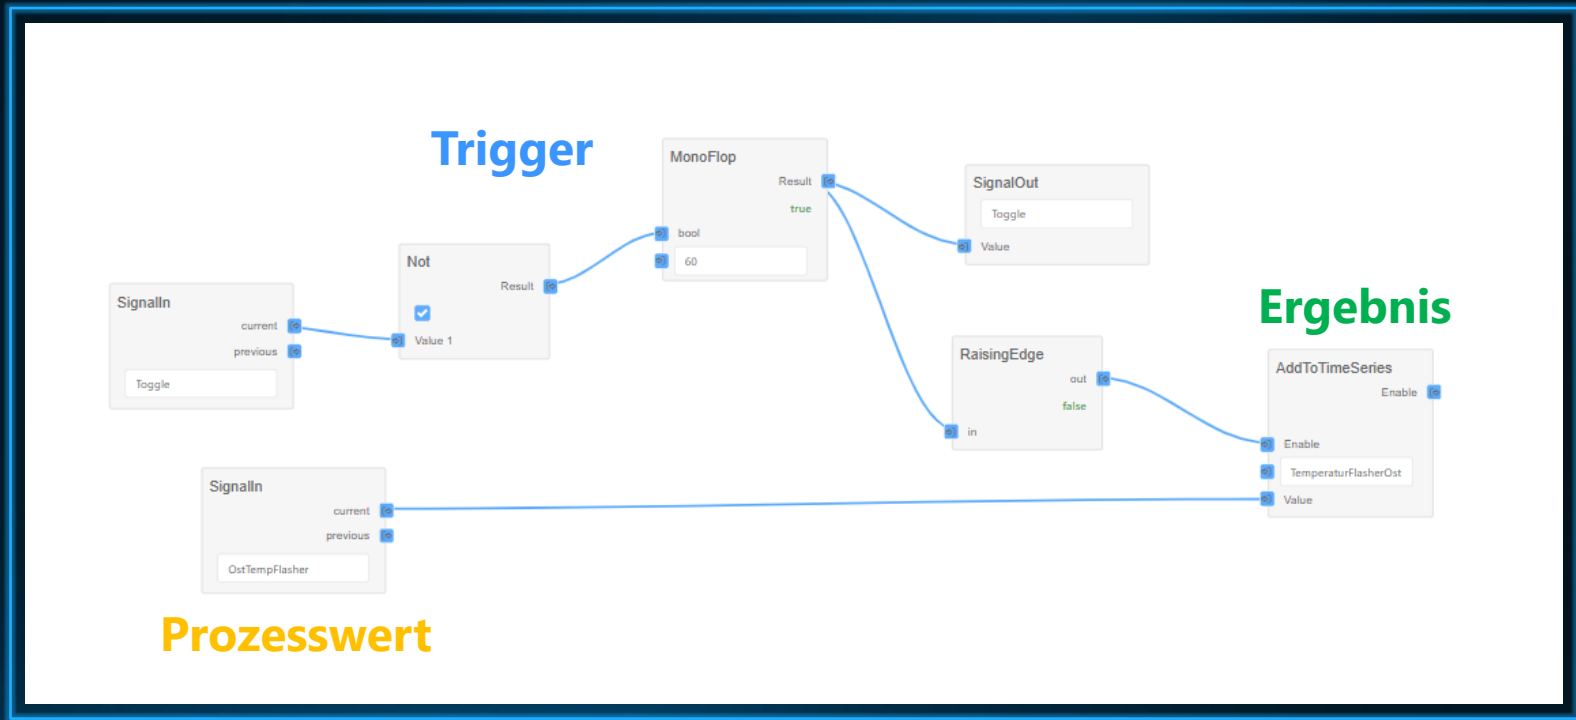 Trigger
MonoFlop
Result
true
bool
60
SignalOut
Toggle
Value
Not
Result
Value 1
SignalIn
current
previous
Toggle
Ergebnis
RaisingEdge
out
false
in
AddToTimeSeries
Enable
Enable
TemperaturFlasherOst
Value
SignalIn
current
previous
OstTempFlasher
Prozesswert